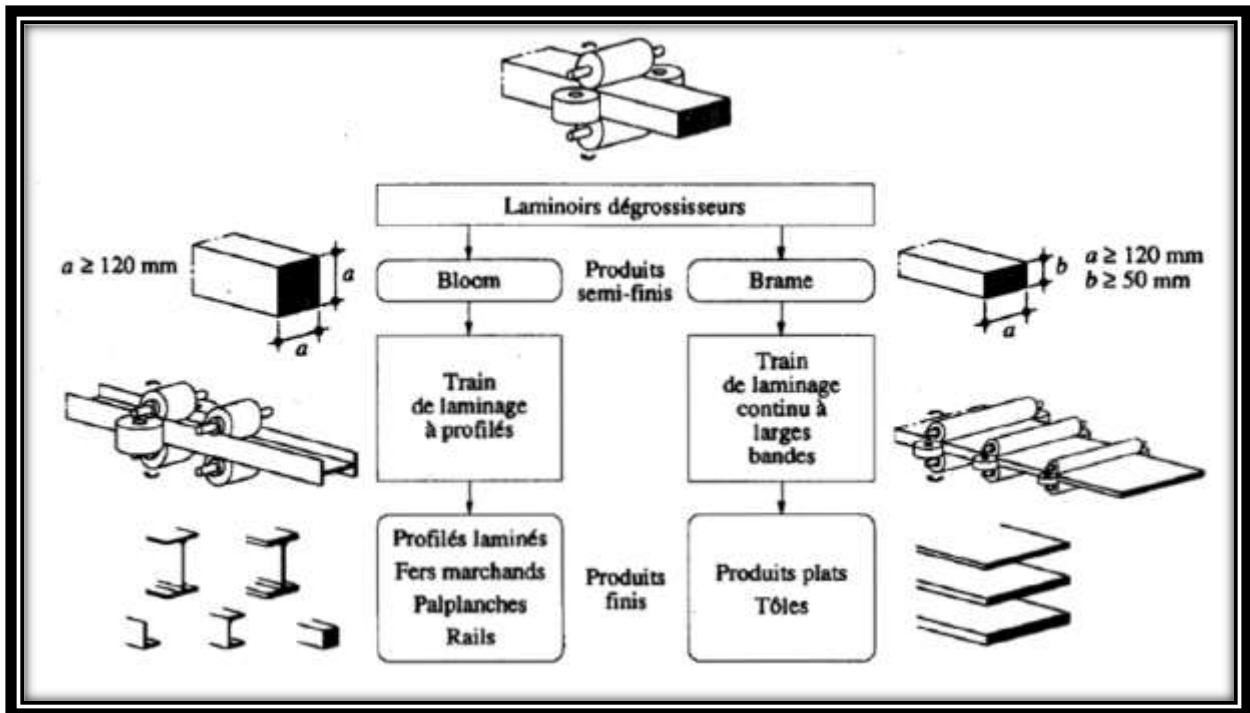 Laminoirs dégrossisseurs
a ≥ 120 mm
a
a
Bloom
Produits
semi-finis
Brame
b
a ≥ 120 mm
b ≥ 50 mm
a
Train
de laminage
à profilés
Train
de laminage
continu à
larges
bandes
Profilés laminés
Fers marchands
Palplanches
Rails
Produits
finis
Produits plats
Tôles